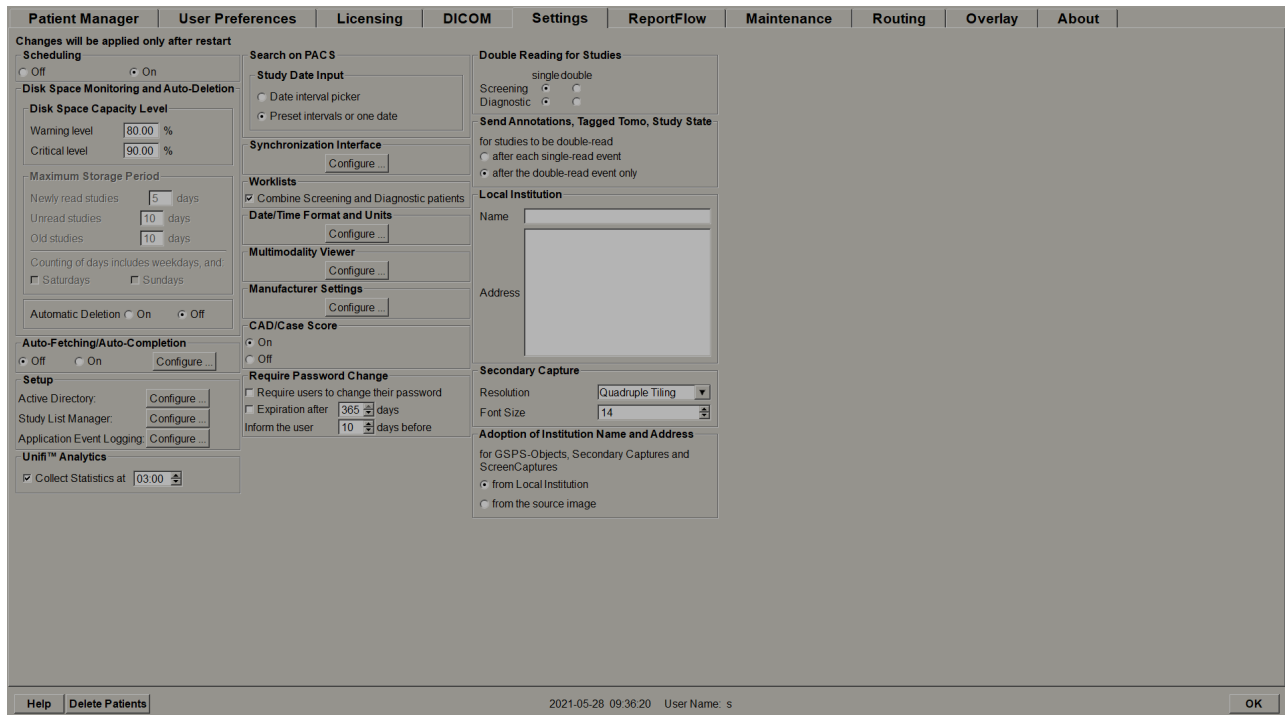 Patient Manager User Preferences Licensing DICOM Settings ReportFlow Maintenance Routing Overlay About
Changes will be applied only after restart
Scheduling
Off On
Disk Space Monitoring and Auto-Deletion
Disk Space Capacity Level
Warning level 80.00 %
Critical level 90.00 %
Maximum Storage Period
Newly read studies 5 days
Unread studies 10 days
Old studies 10 days
Counting of days includes weekdays, and:
Saturdays Sundays
Automatic Deletion On Off
Auto-Fetching/Auto-Completion
Off On Configure ...
Setup
Active Directory: Configure ...
Study List Manager: Configure ...
Application Event Logging: Configure ...
Unifi™ Analytics
Collect Statistics at 03:00
Search on PACS
Study Date Input
Date interval picker
Preset intervals or one date
Synchronization Interface
Configure ...
Worklists
Combine Screening and Diagnostic patients
Date/Time Format and Units
Configure ...
Multimodality Viewer
Configure ...
Manufacturer Settings
Configure ...
CAD/Case Score
On
Off
Require Password Change
Require users to change their password
Expiration after 365 days
Inform the user 10 days before
Double Reading for Studies
single double
Screening
Diagnostic
Send Annotations, Tagged Tomo, Study State
for studies to be double-read
after each single-read event
after the double-read event only
Local Institution
Name
Address
Secondary Capture
Resolution Quadruple Tiling
Font Size 14
Adoption of Institution Name and Address
for GSPS-Objects, Secondary Captures and
ScreenCaptures
from Local Institution
from the source image
Help Delete Patients 2021-05-28 09:36:20 User Name: s OK